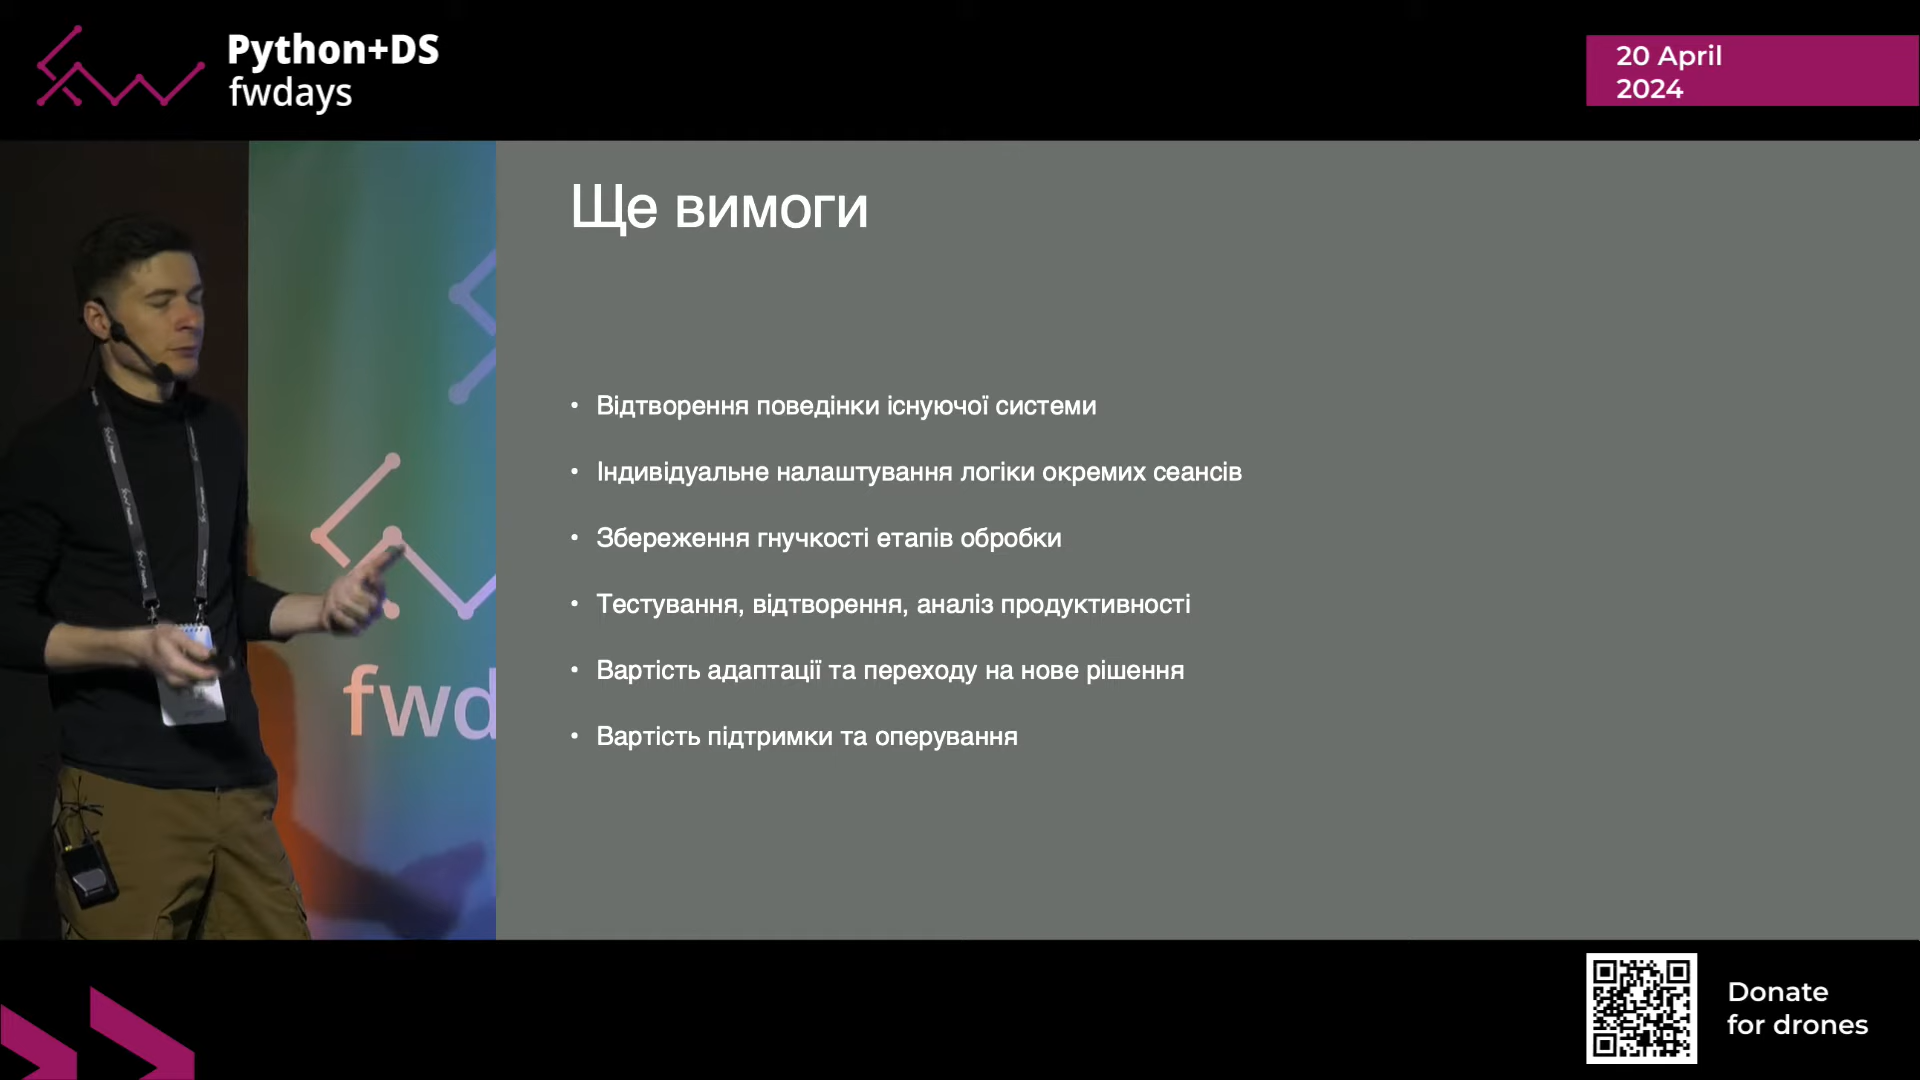 Python+DS
fwdays
20 April
2024
Ще вимоги
• Відтворення поведінки існуючої системи
• Індивідуальне налаштування логіки окремих сеансів
• Збереження гнучкості етапів обробки
• Тестування, відтворення, аналіз продуктивності
• Вартість адаптації та переходу на нове рішення
• Вартість підтримки та оперування
fwd
Donate
for drones